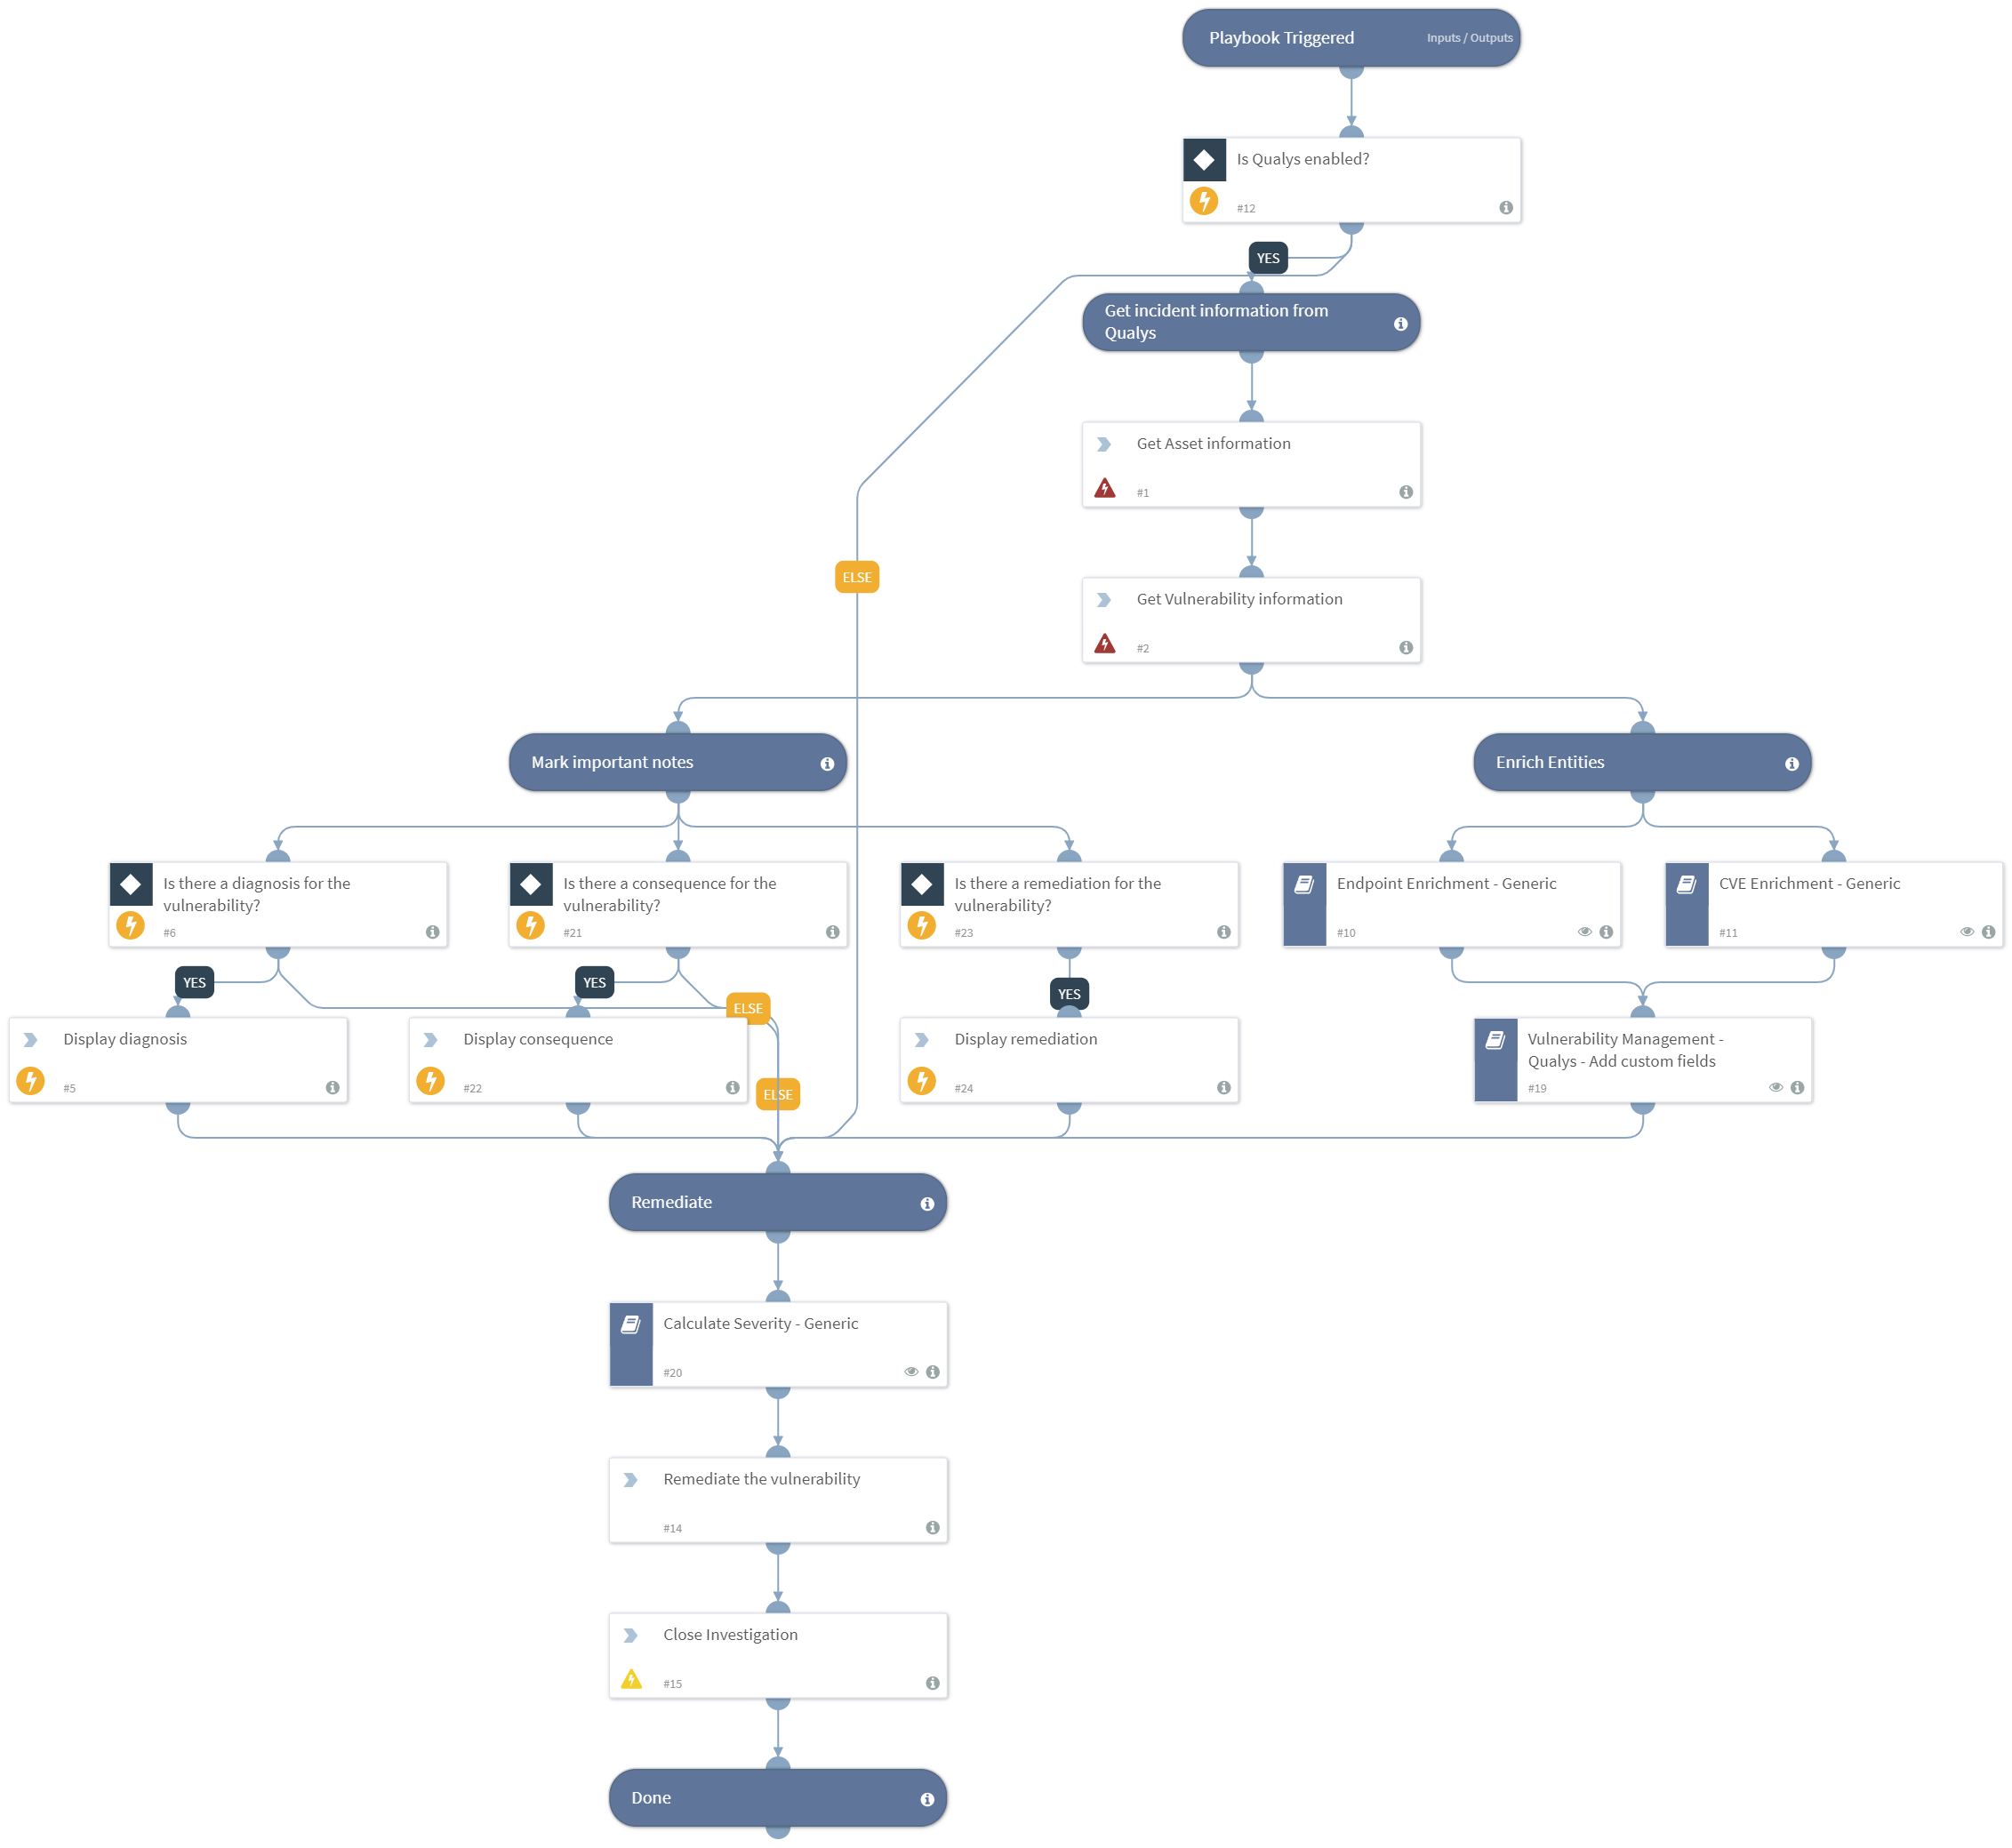 Playbook Triggered
Inputs / Outputs
Is Qualys enabled?
#12
YES
Get incident information from
Qualys
Get Asset information
#1
ELSE
Get Vulnerability information
#2
Mark important notes
Enrich Entities
Is there a diagnosis for the
vulnerability?
#6
Is there a consequence for the
vulnerability?
#21
Is there a remediation for the
vulnerability?
#23
Endpoint Enrichment - Generic
#10
CVE Enrichment - Generic
#11
YES
YES
ELSE
YES
Display diagnosis
#5
Display consequence
#22
ELSE
Display remediation
#24
Vulnerability Management -
Qualys - Add custom fields
#19
Remediate
Calculate Severity - Generic
#20
Remediate the vulnerability
#14
Close Investigation
#15
Done